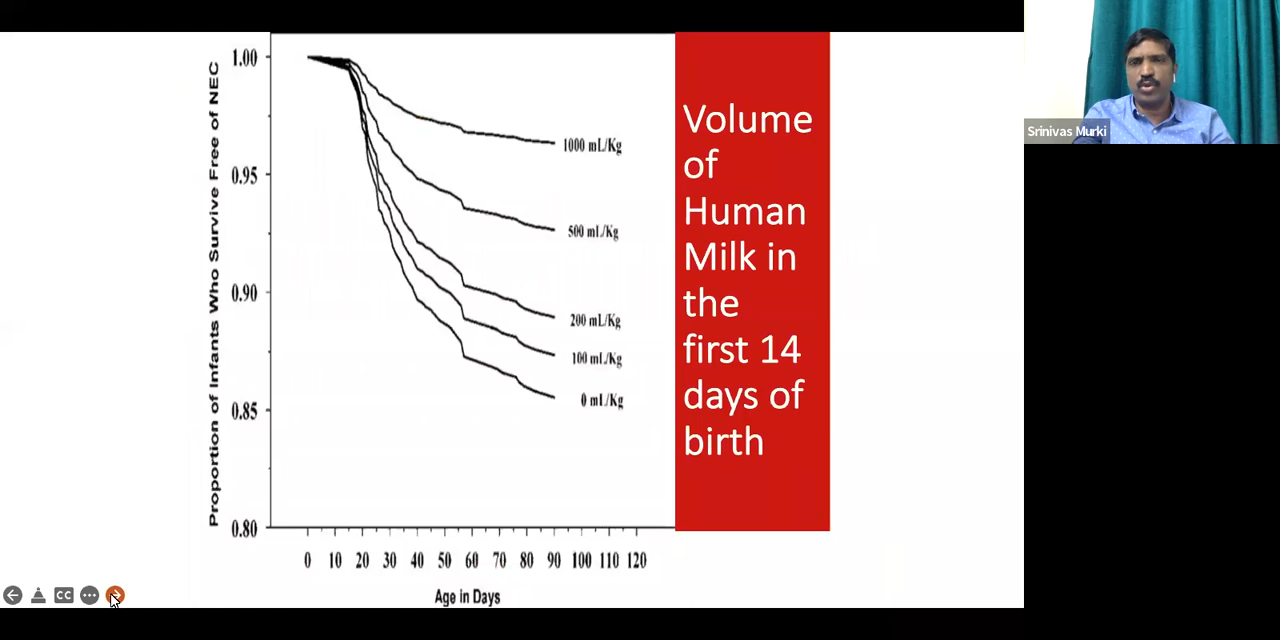 Proportion of Infants Who Survive Free of NEC
1.00
0.95
0.90
0.85
0.80
1000 mL/Kg
500 mL/Kg
200 mL/Kg
100 mL/Kg
0 mL/Kg
0 10 20 30 40 50 60 70 80 90 100 110 120
Age in Days
Volume
of
Human
Milk in
the
first 14
days of
birth
Srinivas Murki
CC